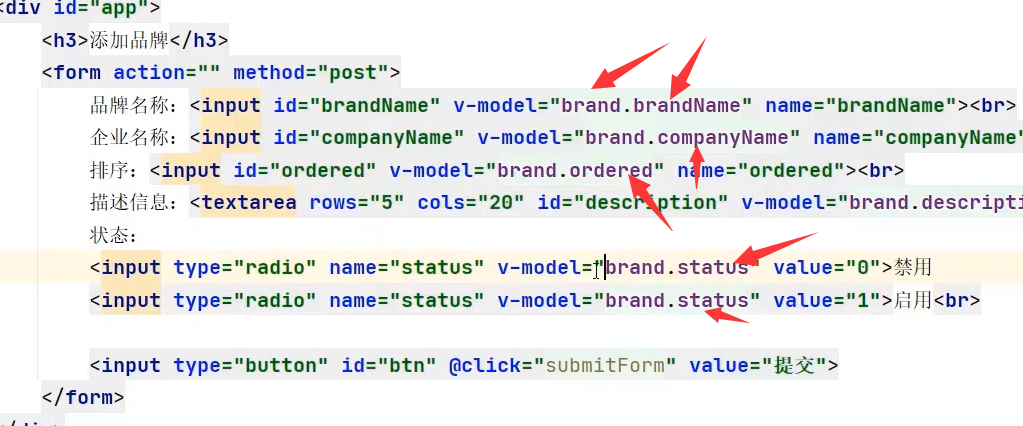 <div id="app">
<h3>添加品牌</h3>
<form action="" method="post">
品牌名称：<input id="brandName" v-model="brand.brandName" name="brandName"><br>
企业名称：<input id="companyName" v-model="brand.companyName" name="companyName"
排序：<input id="ordered" v-model="brand.ordered" name="ordered"><br>
描述信息：<textarea rows="5" cols="20" id="description" v-model="brand.descripti
状态：
<input type="radio" name="status" v-model="brand.status" value="0">禁用
<input type="radio" name="status" v-model="brand.status" value="1">启用<br>
<input type="button" id="btn" @click="submitForm" value="提交">
</form>